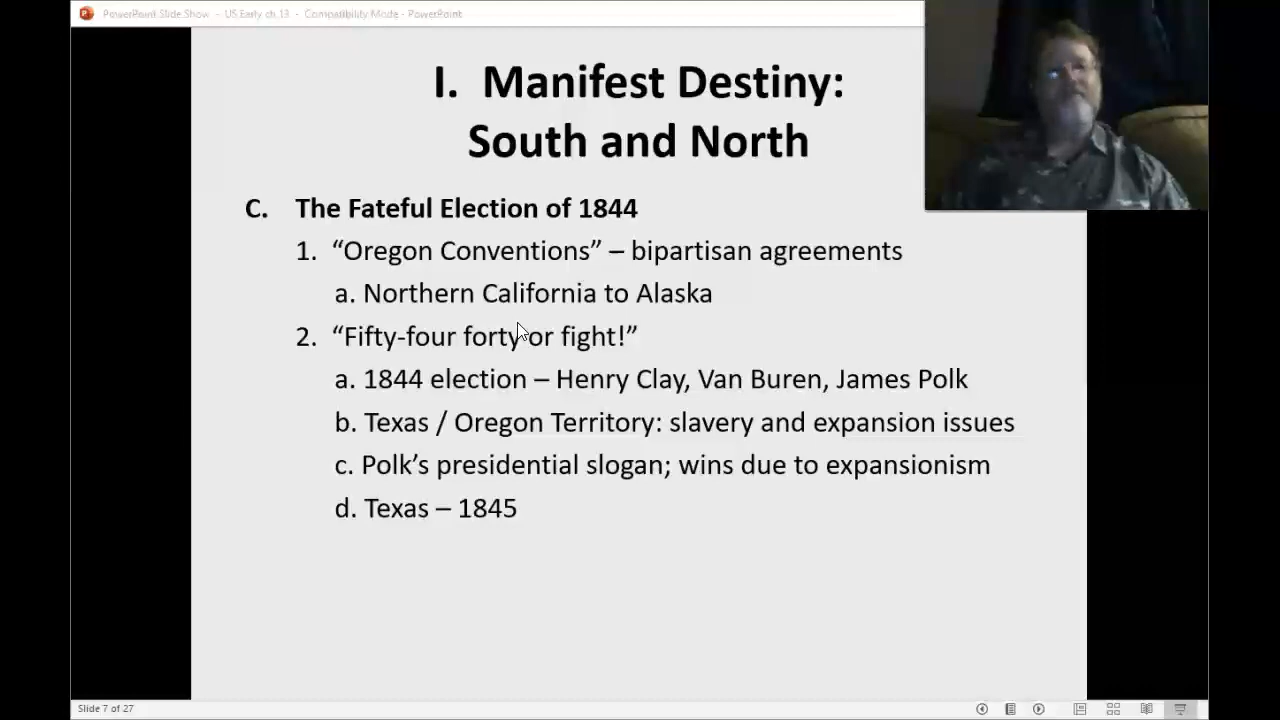 PowerPoint Slide Show - US Early ch 13 - Compatibility Mode - PowerPoint
I. Manifest Destiny:
South and North
C. The Fateful Election of 1844
1. “Oregon Conventions” – bipartisan agreements
a. Northern California to Alaska
2. “Fifty-four forty or fight!”
a. 1844 election – Henry Clay, Van Buren, James Polk
b. Texas / Oregon Territory: slavery and expansion issues
c. Polk’s presidential slogan; wins due to expansionism
d. Texas – 1845
Slide 7 of 27